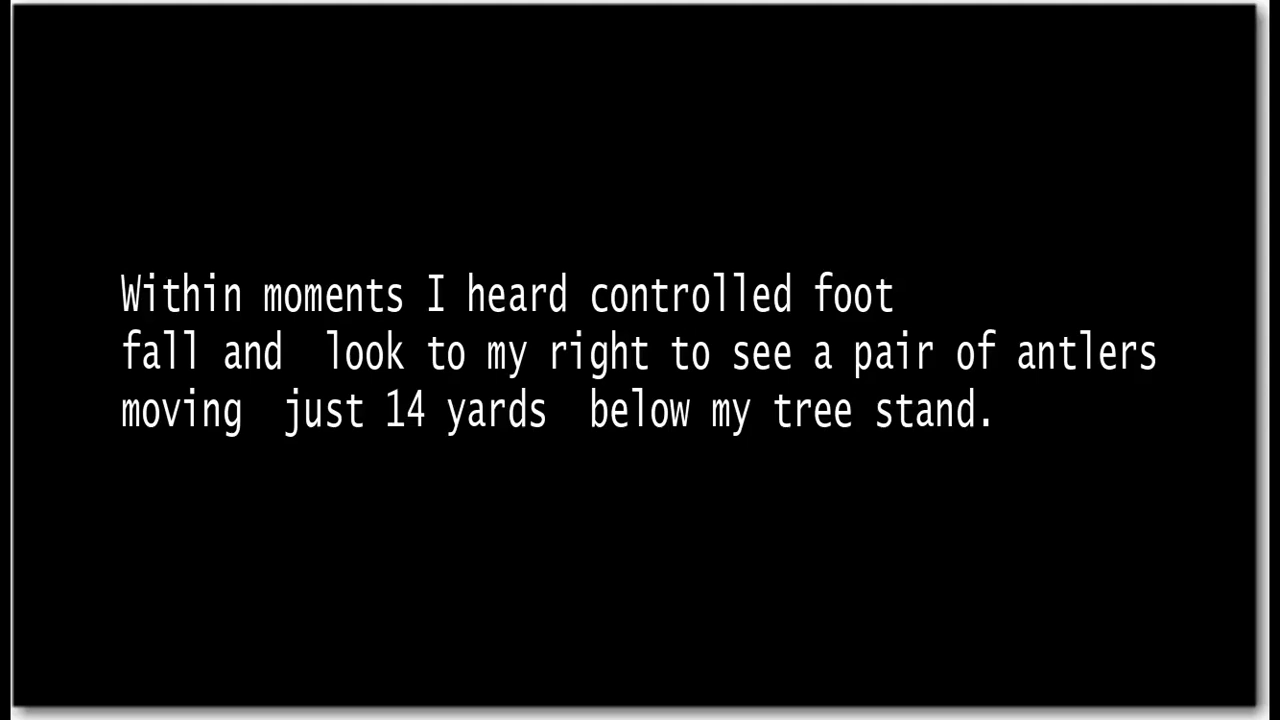 Within moments I heard controlled foot
fall and  look to my right to see a pair of antlers
moving  just 14 yards  below my tree stand.